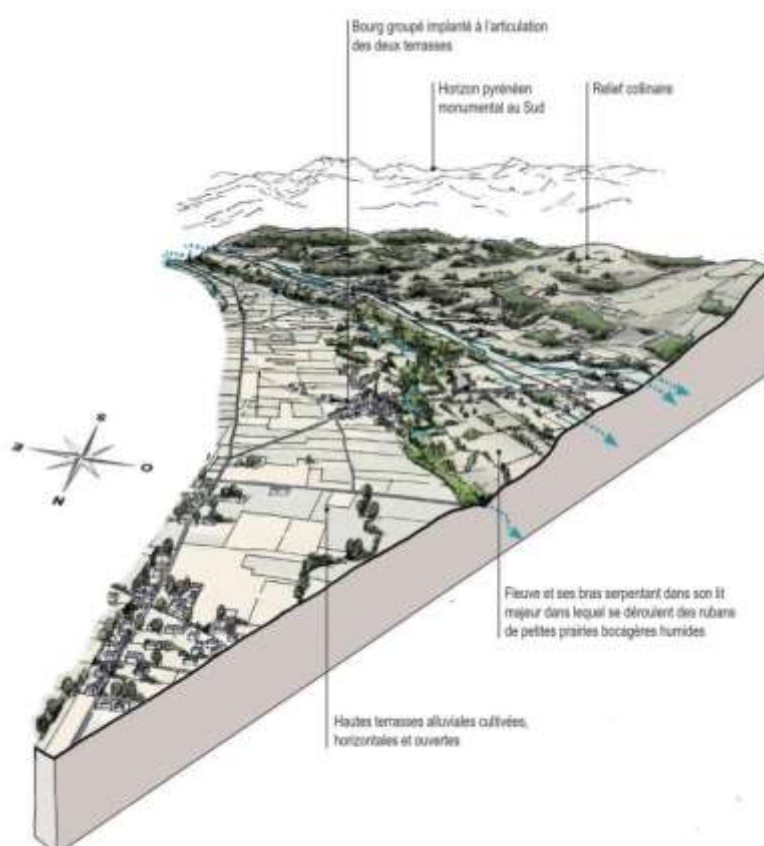 Bourg groupé implanté à l'articulation
des deux terrasses
Horizon pyrénéen
monumental au Sud
Relief collinaire
S
E
O
N
Fleuve et ses bras serpentant dans son lit
majeur dans lequel se déroulent des rubans
de petites prairies bocagères humides
Hautes terrasses alluviales cultivées,
horizontales et ouvertes